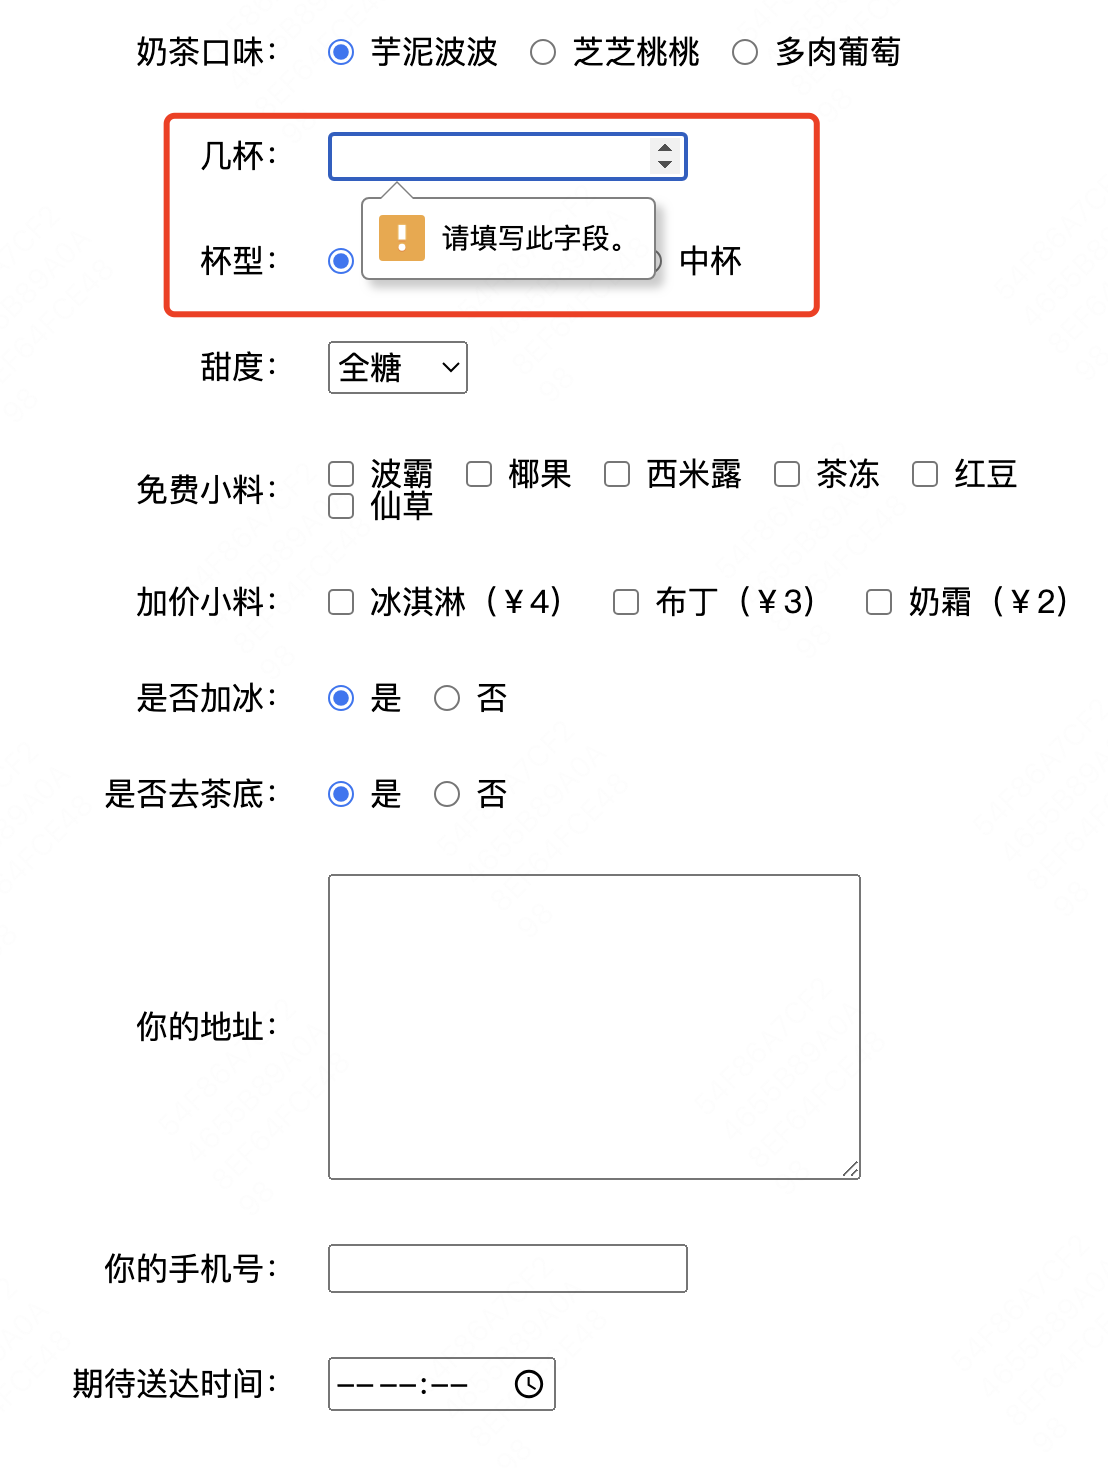 奶茶口味： 芋泥波波 芝芝桃桃 多肉葡萄
几杯：
请填写此字段。
杯型： 中杯
甜度： 全糖
免费小料： 波霸 椰果 西米露 茶冻 红豆
仙草
加价小料： 冰淇淋（¥4） 布丁（¥3） 奶霜（¥2）
是否加冰： 是 否
是否去茶底： 是 否
你的地址：
你的手机号：
期待送达时间： ----:--